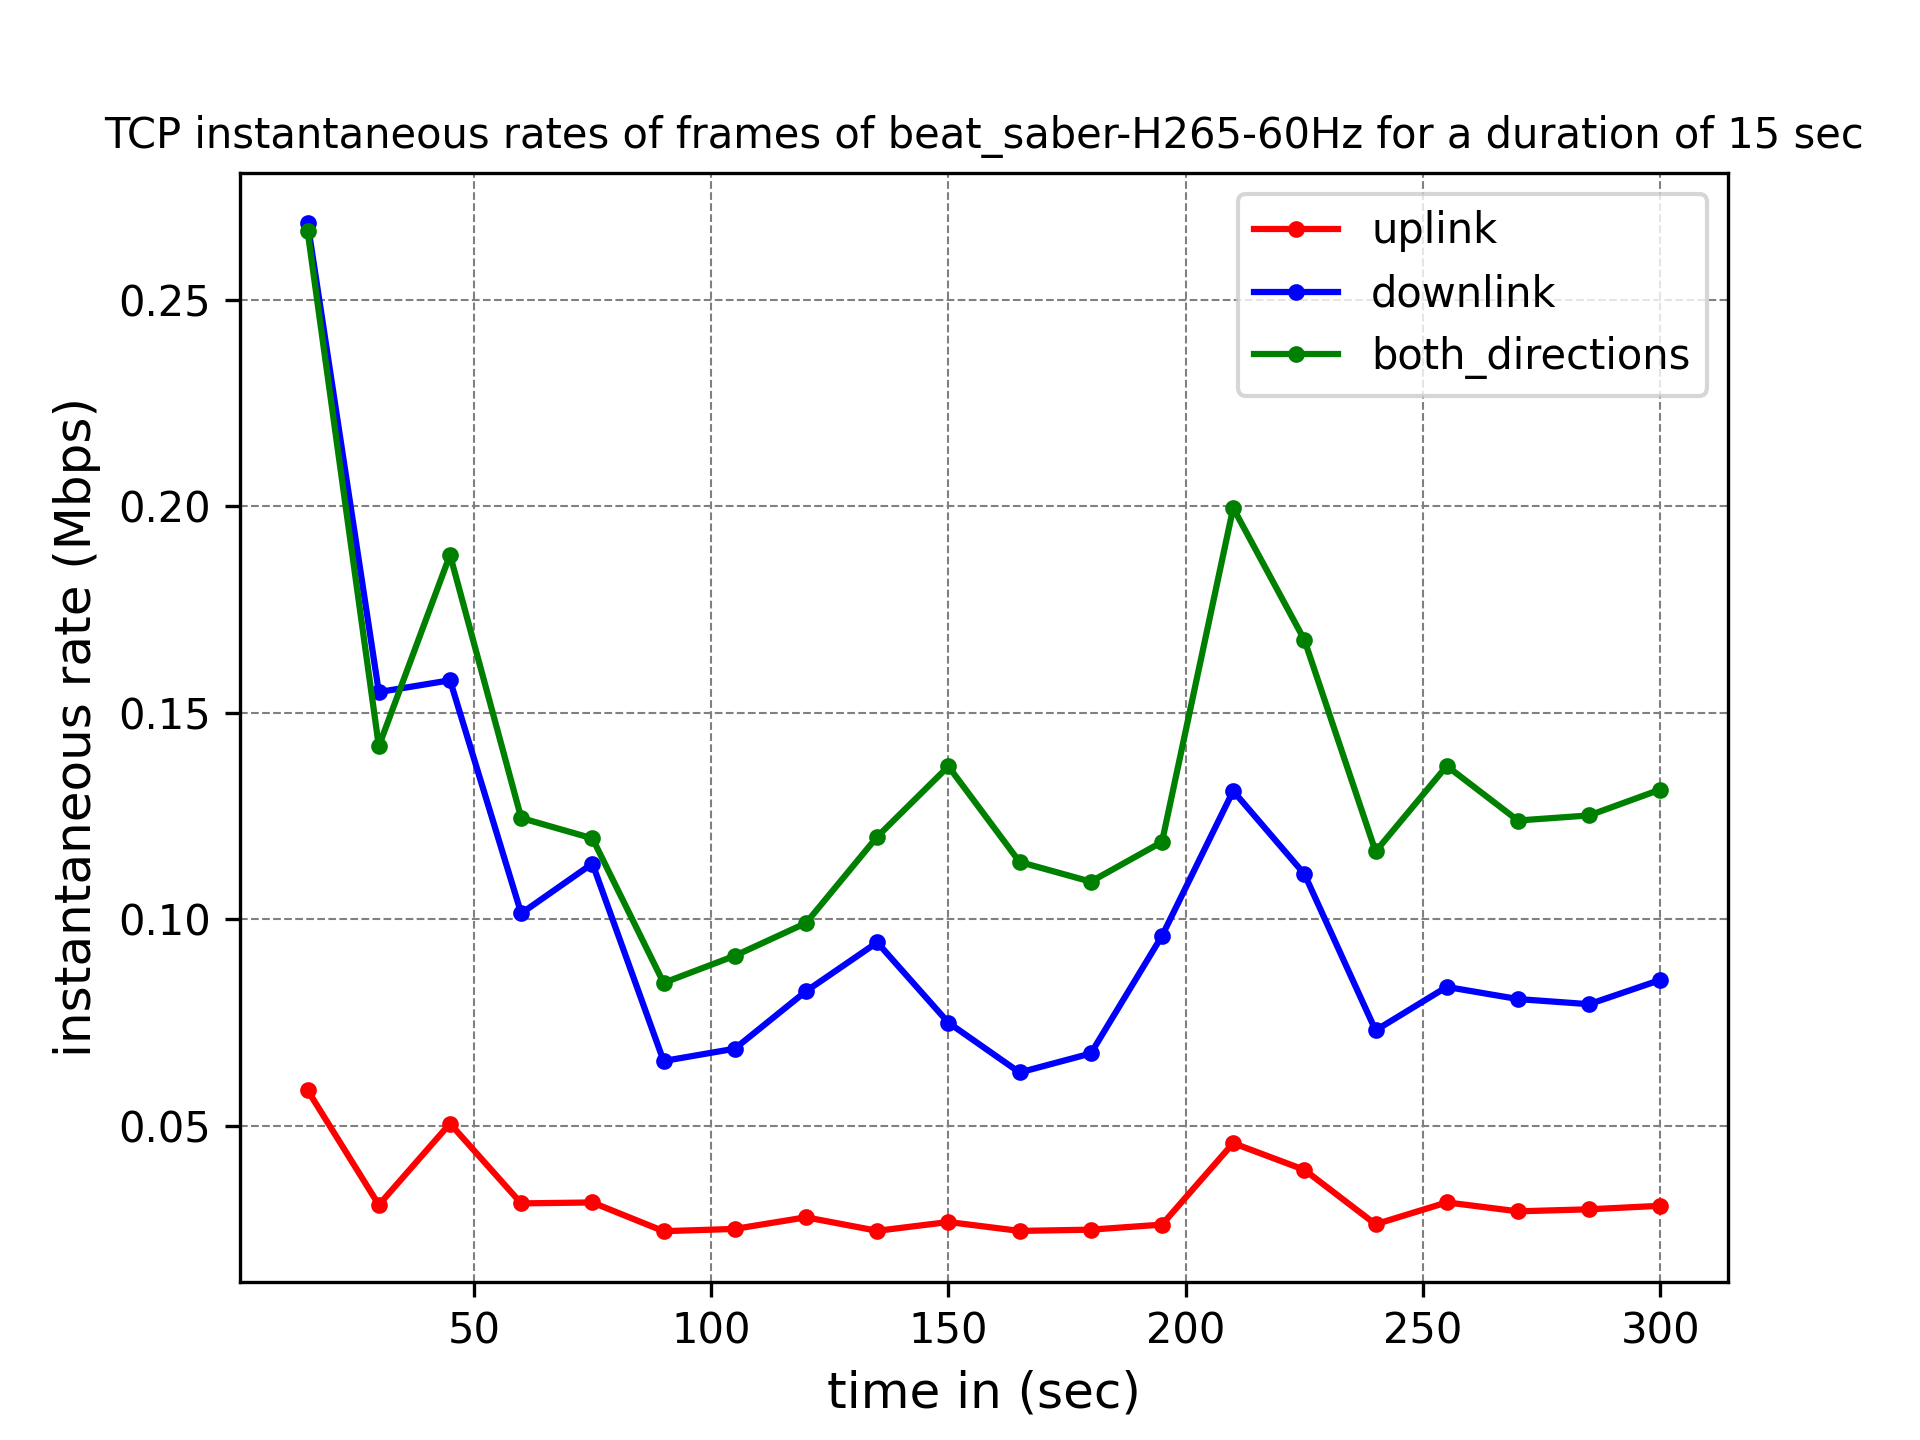 TCP instantaneous rates of frames of beat_saber-H265-60Hz for a duration of 15 sec
uplink
downlink
both_directions
instantaneous rate (Mbps)
0.25
0.20
0.15
0.10
0.05
50 100 150 200 250 300
time in (sec)